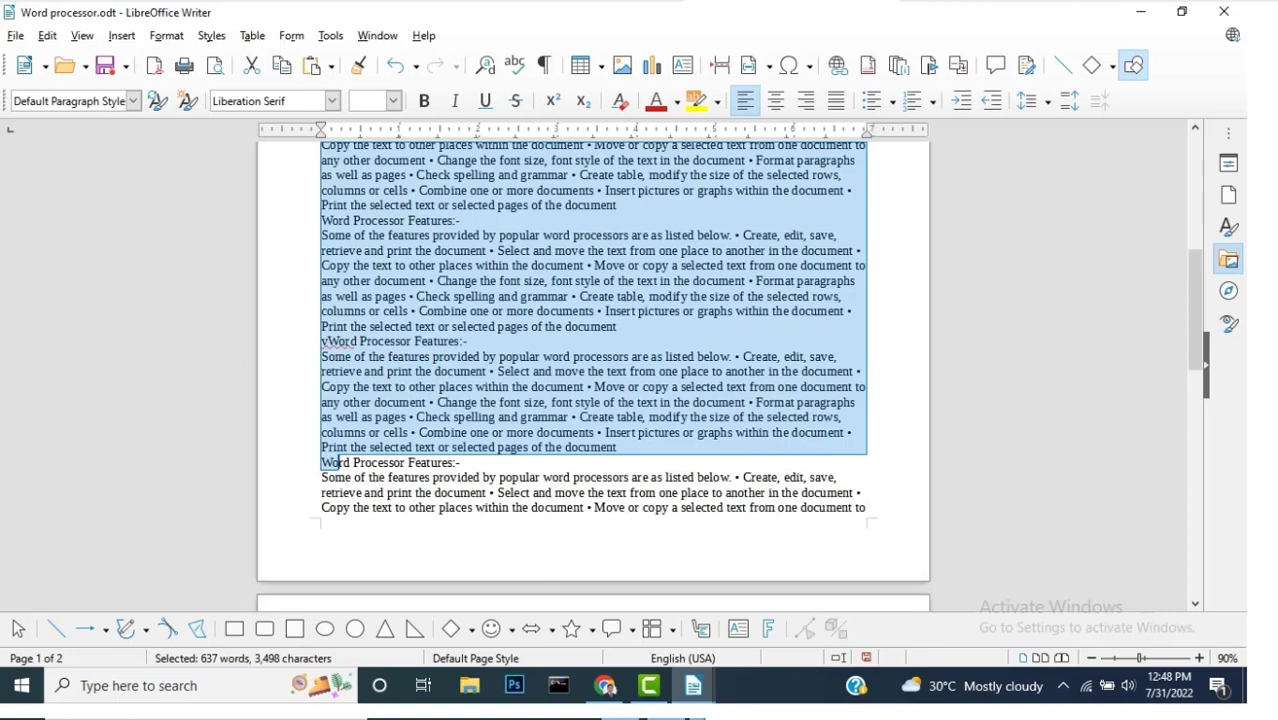 Word processor.odt - LibreOffice Writer
File Edit View Insert Format Styles Table Form Tools Window Help
Default Paragraph Style Liberation Serif
1 2 3 4 5 6 7
Copy the text to other places within the document • Move or copy a selected text from one document to
any other document • Change the font size, font style of the text in the document • Format paragraphs
as well as pages • Check spelling and grammar • Create table, modify the size of the selected rows,
columns or cells • Combine one or more documents • Insert pictures or graphs within the document •
Print the selected text or selected pages of the document
Word Processor Features:-
Some of the features provided by popular word processors are as listed below. • Create, edit, save,
retrieve and print the document • Select and move the text from one place to another in the document •
Copy the text to other places within the document • Move or copy a selected text from one document to
any other document • Change the font size, font style of the text in the document • Format paragraphs
as well as pages • Check spelling and grammar • Create table, modify the size of the selected rows,
columns or cells • Combine one or more documents • Insert pictures or graphs within the document •
Print the selected text or selected pages of the document
vWord Processor Features:-
Some of the features provided by popular word processors are as listed below. • Create, edit, save,
retrieve and print the document • Select and move the text from one place to another in the document •
Copy the text to other places within the document • Move or copy a selected text from one document to
any other document • Change the font size, font style of the text in the document • Format paragraphs
as well as pages • Check spelling and grammar • Create table, modify the size of the selected rows,
columns or cells • Combine one or more documents • Insert pictures or graphs within the document •
Print the selected text or selected pages of the document
Word Processor Features:-
Some of the features provided by popular word processors are as listed below. • Create, edit, save,
retrieve and print the document • Select and move the text from one place to another in the document •
Copy the text to other places within the document • Move or copy a selected text from one document to
Activate Windows
Go to Settings to activate Windows.
Page 1 of 2 Selected: 637 words, 3,498 characters Default Page Style English (USA) 90%
Type here to search 30°C Mostly cloudy 12:48 PM
7/31/2022